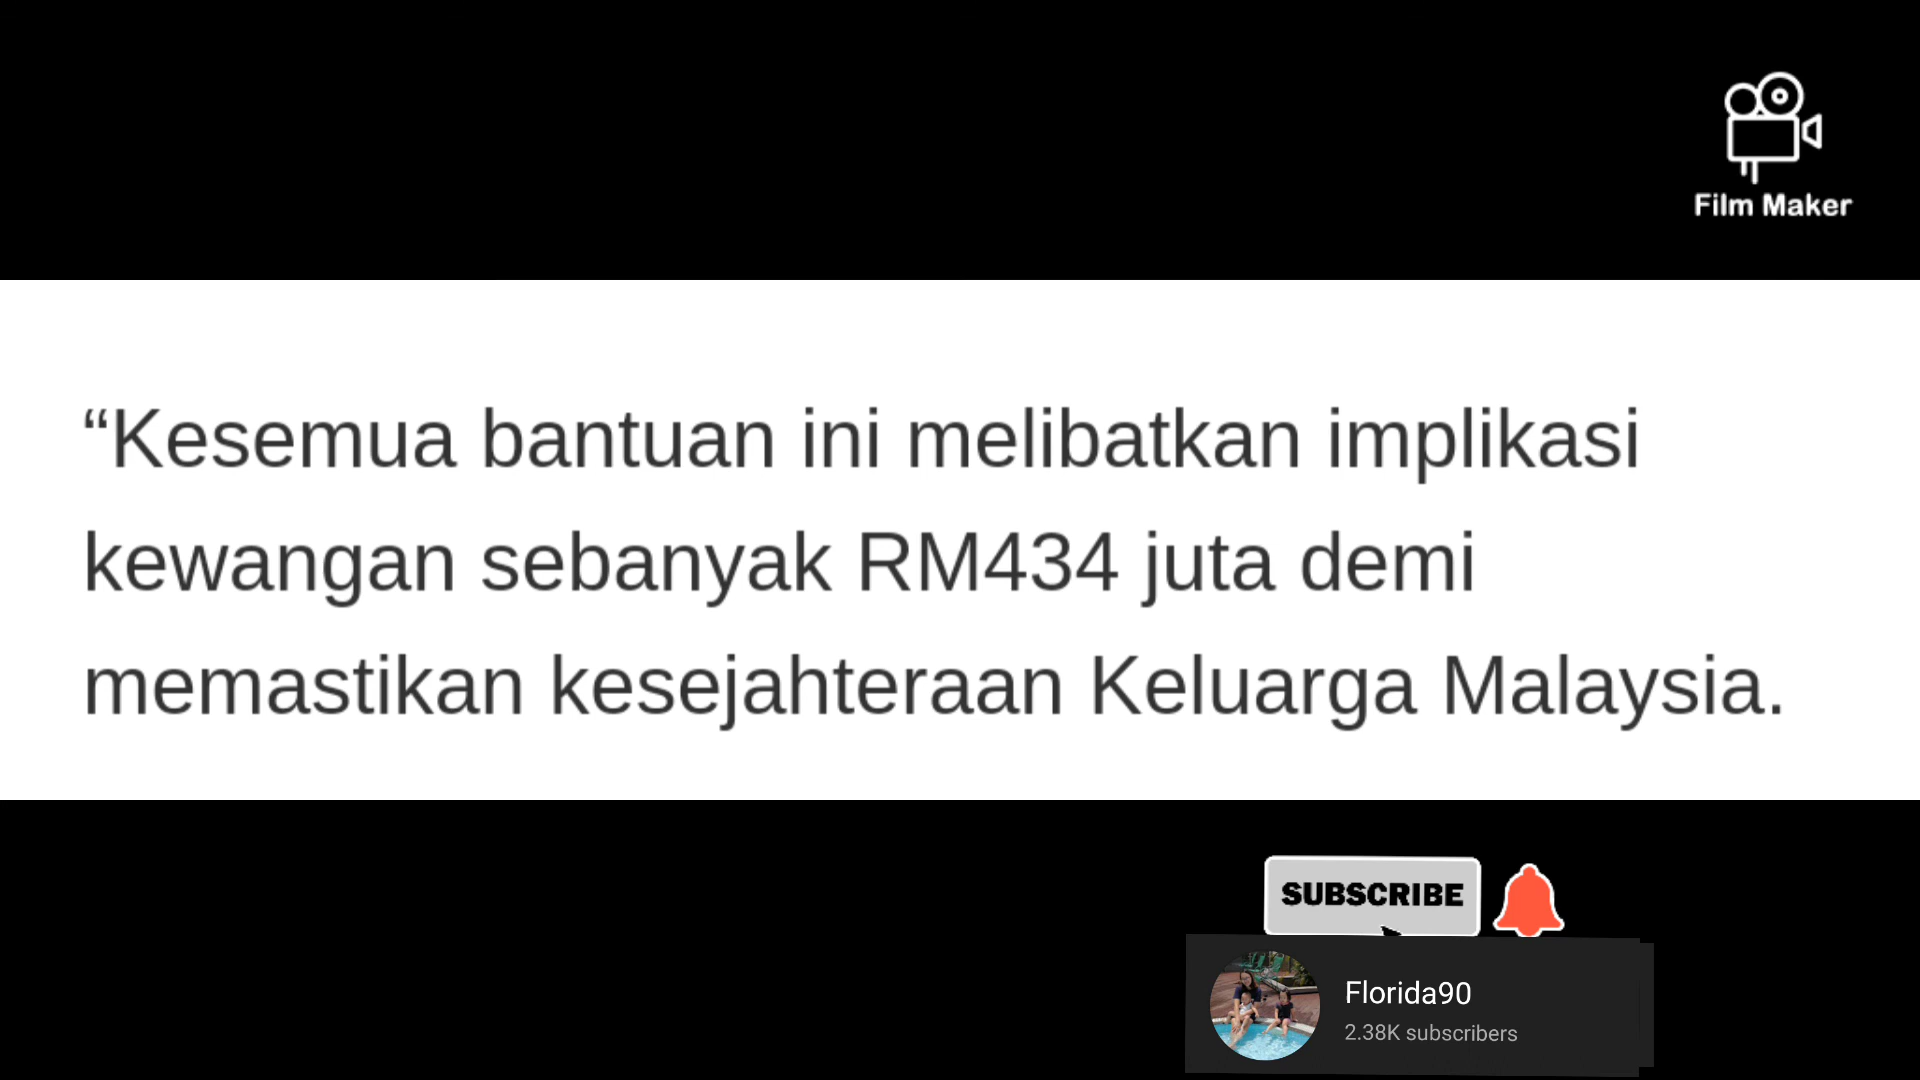 Film Maker
“Kesemua bantuan ini melibatkan implikasi
kewangan sebanyak RM434 juta demi
memastikan kesejahteraan Keluarga Malaysia.
SUBSCRIBE
Florida90
2.38K subscribers